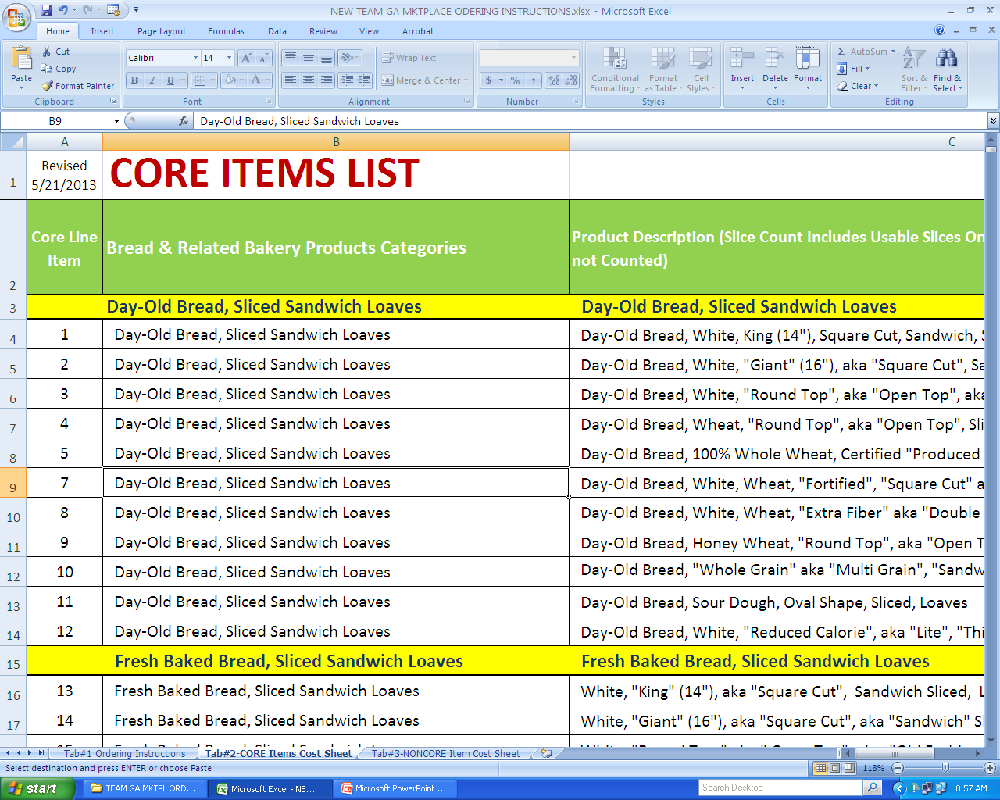 NEW TEAM GA MKTPLACE ODERING INSTRUCTIONS.xlsx - Microsoft Excel
Home Insert Page Layout Formulas Data Review View Acrobat
Paste
Cut
Copy
Format Painter
Clipboard
Calibri 14
B I U
Font
Wrap Text
Merge & Center
Alignment
$ % ,
Number
Conditional Formatting
Format as Table
Cell Styles
Styles
Insert Delete Format
Cells
Σ AutoSum
Fill
Clear
Sort & Filter
Find & Select
Editing
B9 fx Day-Old Bread, Sliced Sandwich Loaves
A B C
1 Revised 5/21/2013 CORE ITEMS LIST
2 Core Line Item Bread & Related Bakery Products Categories Product Description (Slice Count Includes Usable Slices On
not Counted)
3 Day-Old Bread, Sliced Sandwich Loaves Day-Old Bread, Sliced Sandwich Loaves
4 1 Day-Old Bread, Sliced Sandwich Loaves Day-Old Bread, White, King (14"), Square Cut, Sandwich, S
5 2 Day-Old Bread, Sliced Sandwich Loaves Day-Old Bread, White, "Giant" (16"), aka "Square Cut", Sa
6 3 Day-Old Bread, Sliced Sandwich Loaves Day-Old Bread, White, "Round Top", aka "Open Top", aka
7 4 Day-Old Bread, Sliced Sandwich Loaves Day-Old Bread, Wheat, "Round Top", aka "Open Top", Sli
8 5 Day-Old Bread, Sliced Sandwich Loaves Day-Old Bread, 100% Whole Wheat, Certified "Produced
9 7 Day-Old Bread, Sliced Sandwich Loaves Day-Old Bread, White, Wheat, "Fortified", "Square Cut" a
10 8 Day-Old Bread, Sliced Sandwich Loaves Day-Old Bread, White, Wheat, "Extra Fiber" aka "Double
11 9 Day-Old Bread, Sliced Sandwich Loaves Day-Old Bread, Honey Wheat, "Round Top", aka "Open T
12 10 Day-Old Bread, Sliced Sandwich Loaves Day-Old Bread, "Whole Grain" aka "Multi Grain", "Sandw
13 11 Day-Old Bread, Sliced Sandwich Loaves Day-Old Bread, Sour Dough, Oval Shape, Sliced, Loaves
14 12 Day-Old Bread, Sliced Sandwich Loaves Day-Old Bread, White, "Reduced Calorie", aka "Lite", "Thi
15 Fresh Baked Bread, Sliced Sandwich Loaves Fresh Baked Bread, Sliced Sandwich Loaves
16 13 Fresh Baked Bread, Sliced Sandwich Loaves White, "King" (14"), aka "Square Cut", Sandwich Sliced, L
17 14 Fresh Baked Bread, Sliced Sandwich Loaves White, "Giant" (16"), aka "Square Cut", aka "Sandwich" Sl
Tab#1 Ordering Instructions Tab#2-CORE Items Cost Sheet Tab#3-NONCORE Item Cost Sheet
Select destination and press ENTER or choose Paste 118%
start TEAM GA MKTPL ORD... Microsoft Excel - NE... Microsoft PowerPoint ... Search Desktop 8:57 AM